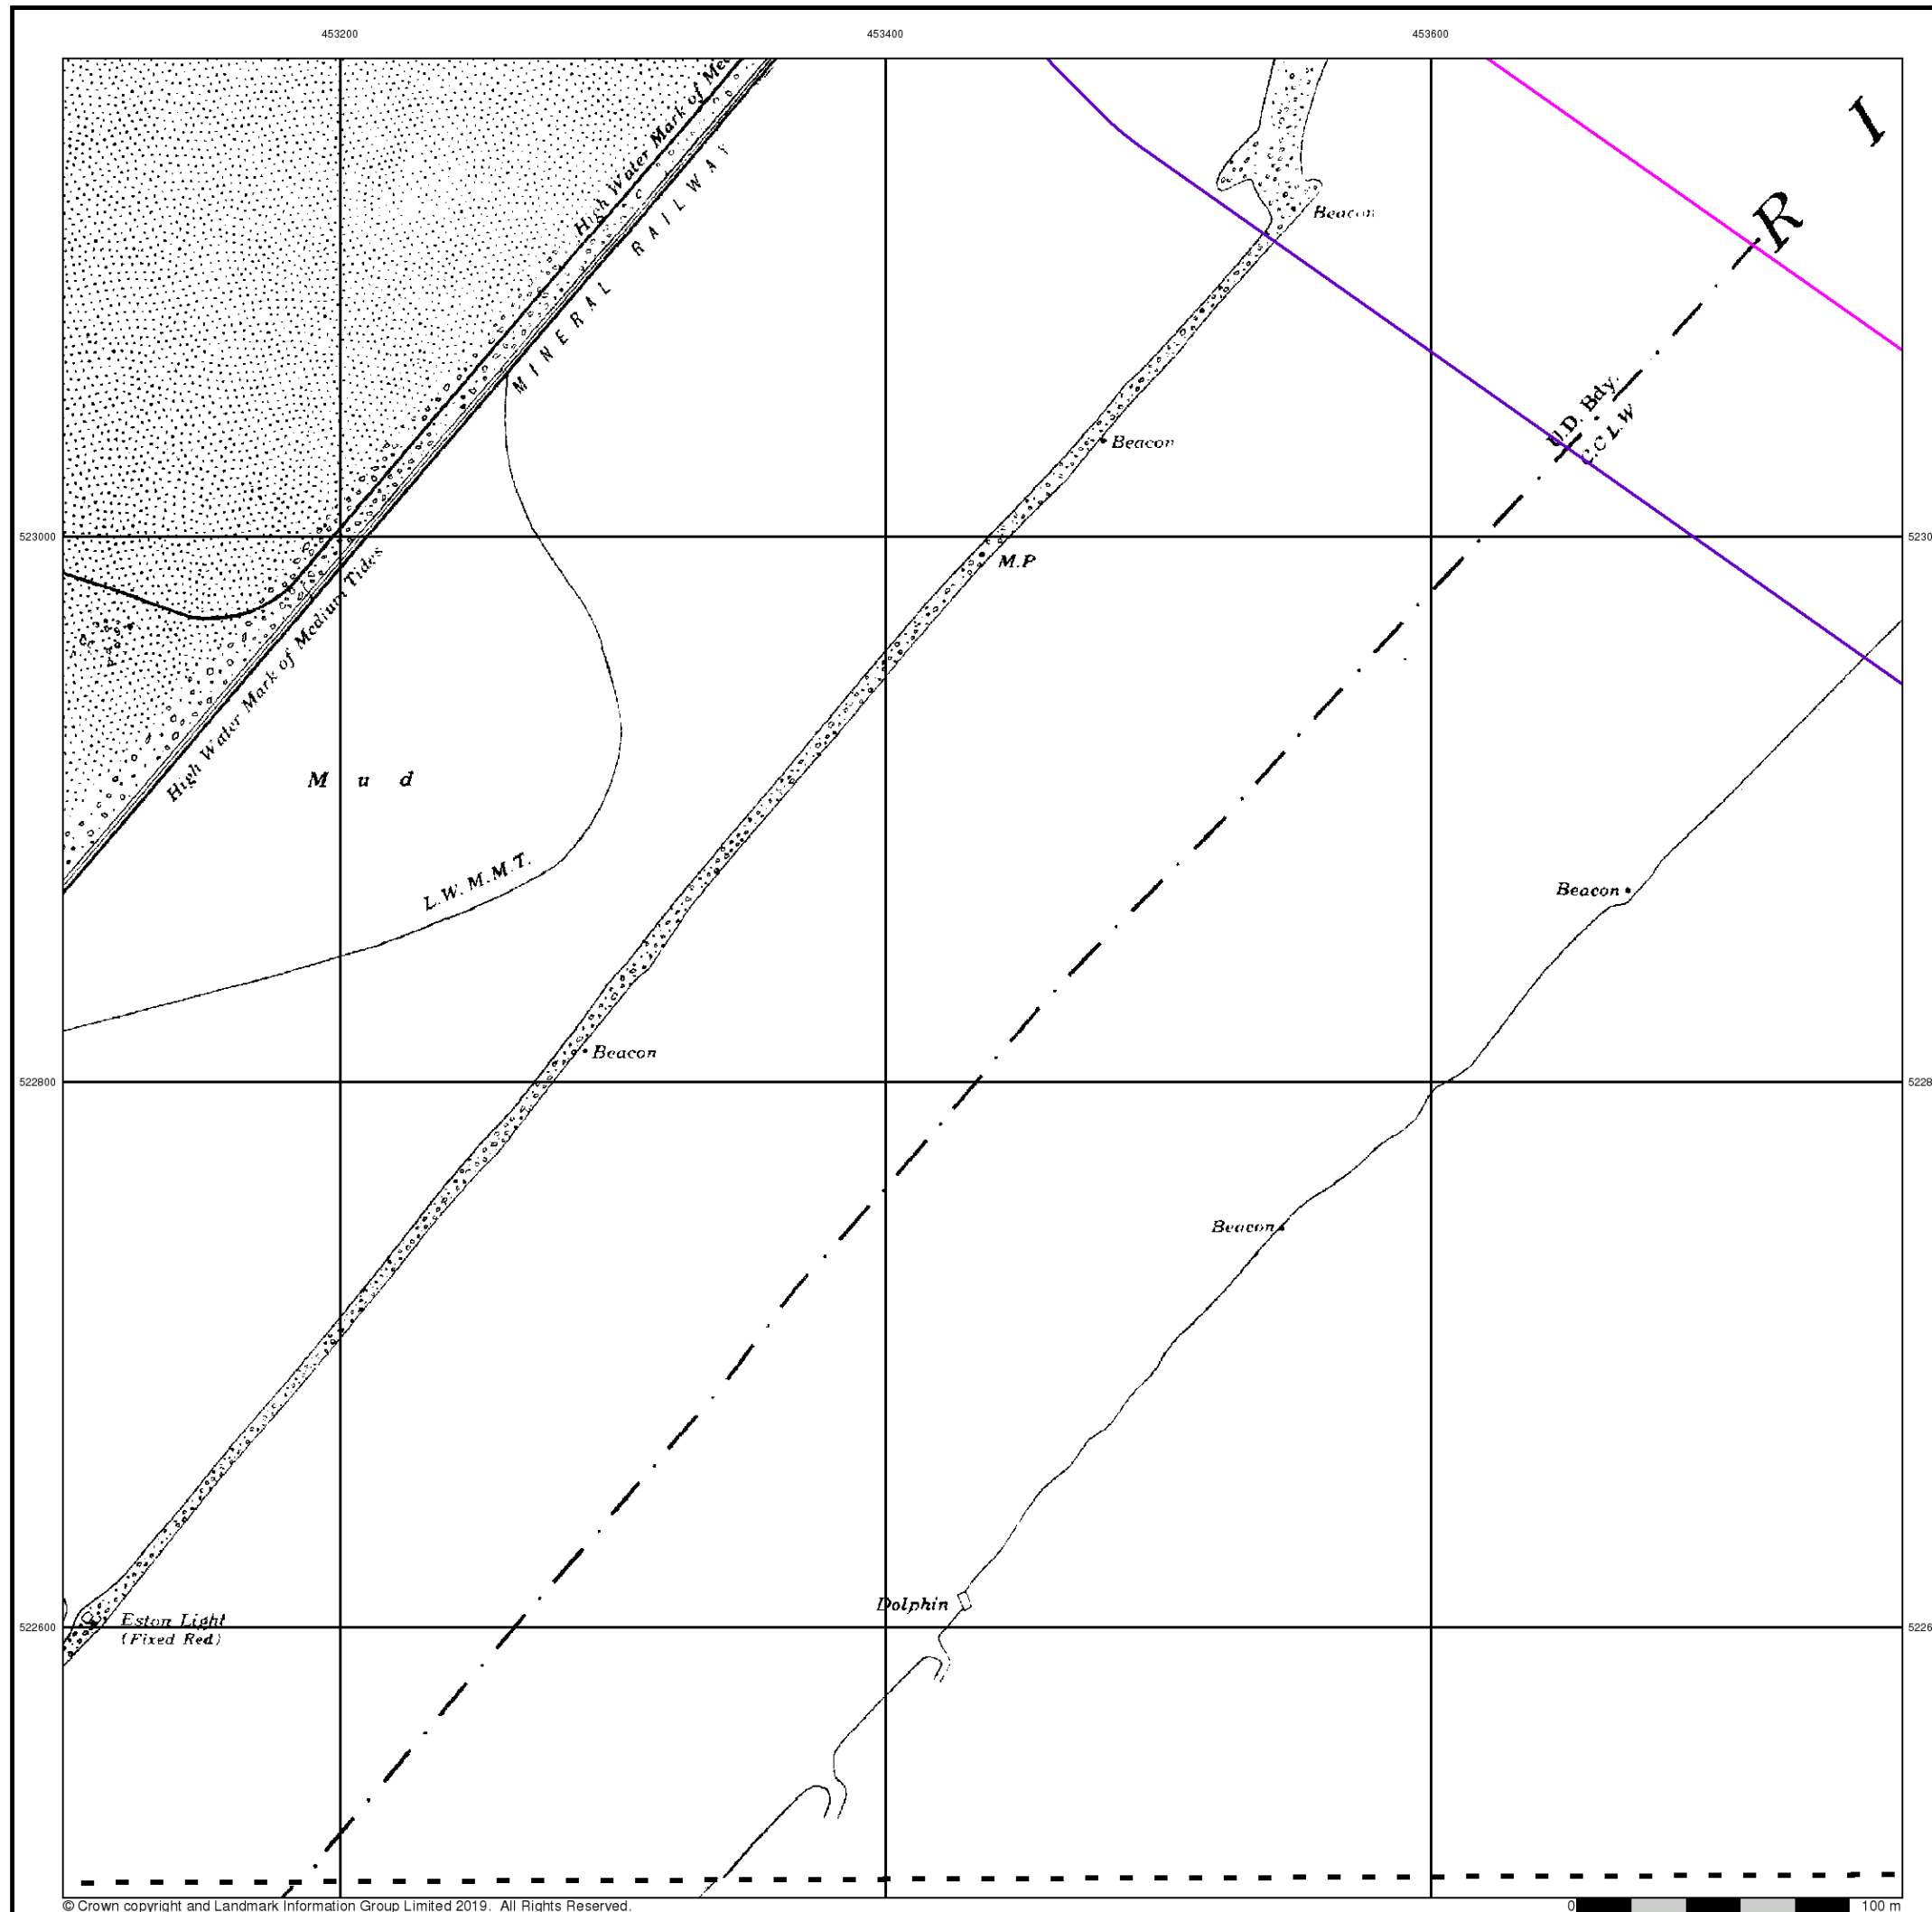 453200
453400
453600
High Water Mark of
MINERAL RAILWAY
I
R
Beacon
U.D. Bdy.
C.C.L.W
Beacon
523000
M.P
High Water Mark of Medium Tides
Mud
L.W.M.M.T.
Beacon
Beacon
522800
Beacon
Dolphin
Eston Light
(Fixed Red)
522600
© Crown copyright and Landmark Information Group Limited 2019. All Rights Reserved.
0
100 m